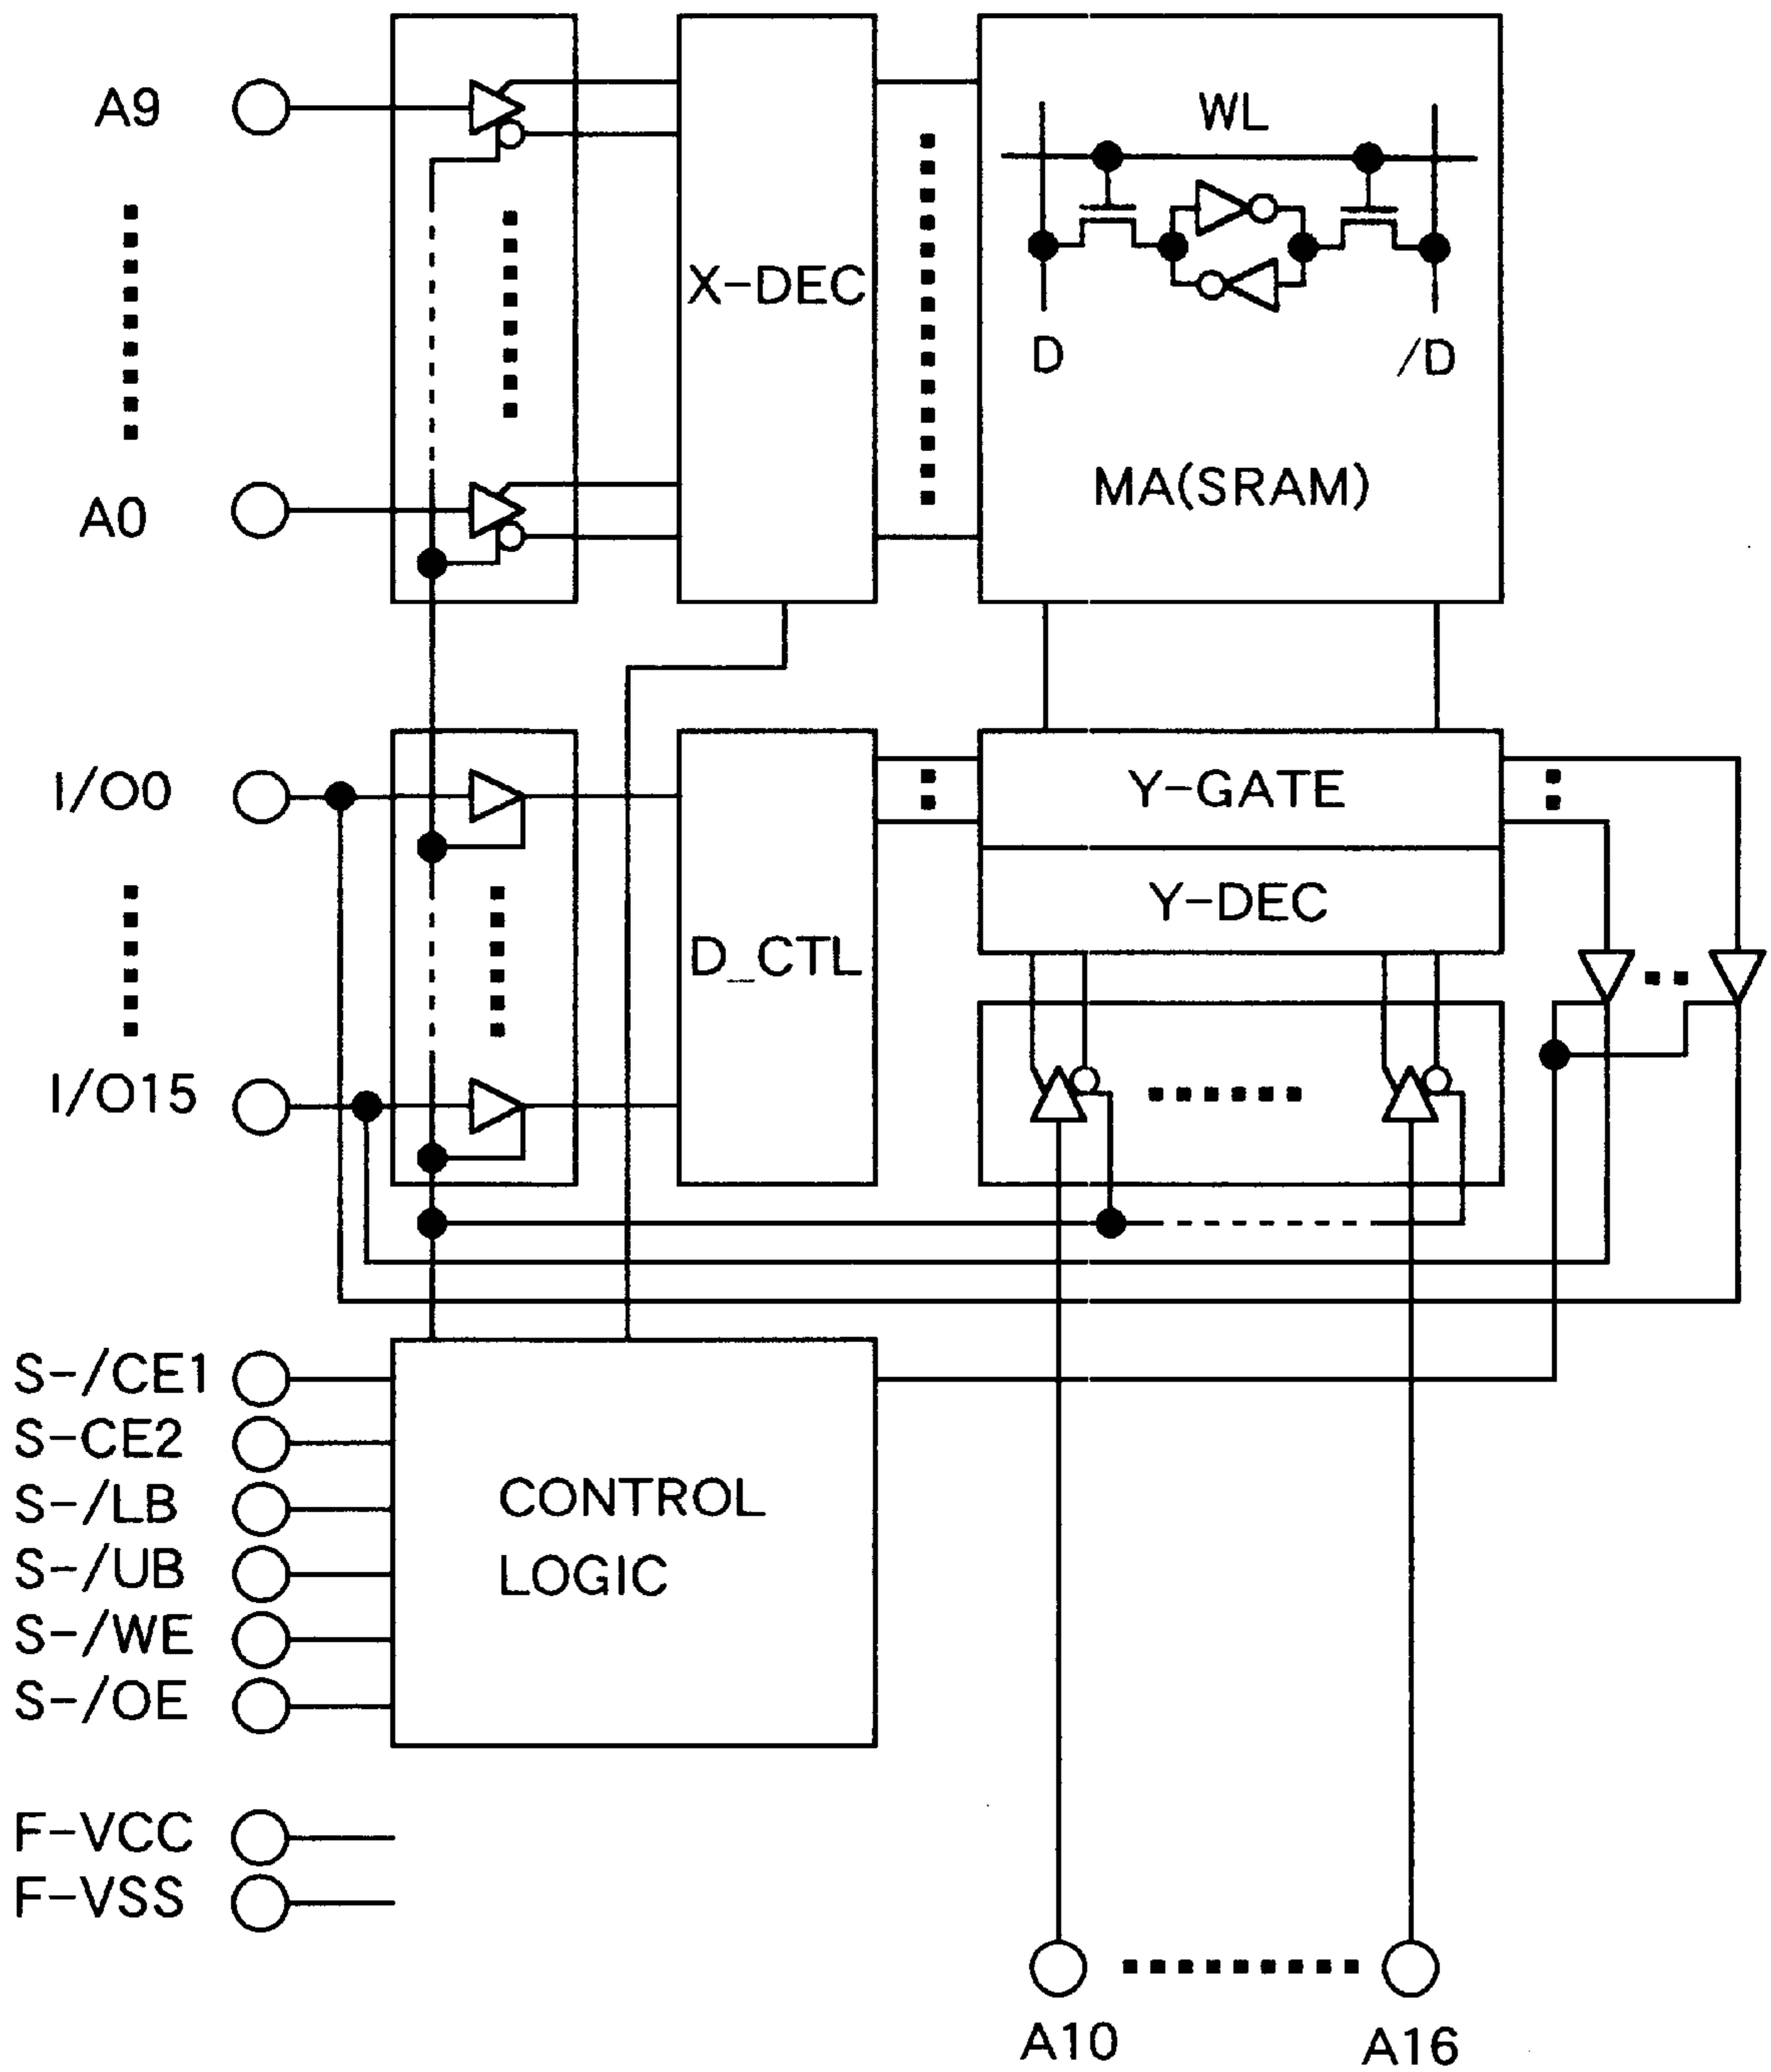 A9
WL
X-DEC
D
/D
MA(SRAM)
A0
I/O0
Y-GATE
Y-DEC
D_CTL
I/O15
S-/CE1
S-CE2
S-/LB
CONTROL
LOGIC
S-/UB
S-/WE
S-/OE
F-VCC
F-VSS
A10
A16